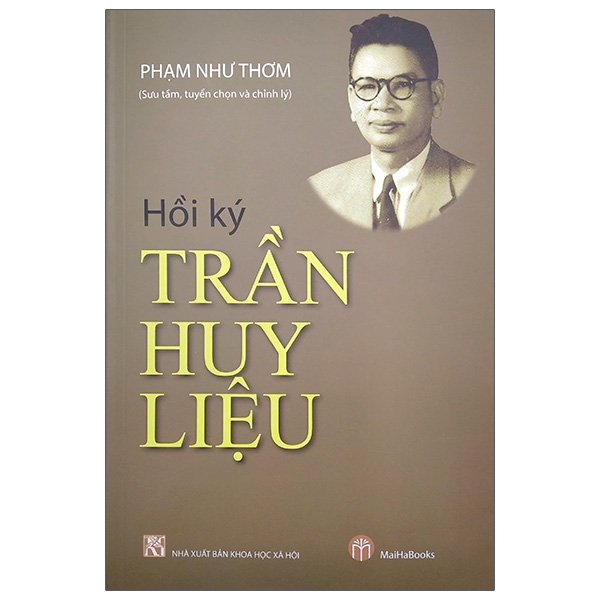 PHẠM NHƯ THƠM
(Sưu tầm, tuyển chọn và chỉnh lý)
Hồi ký
TRẦN
HUY
LIỆU
NHÀ XUẤT BẢN KHOA HỌC XÃ HỘI
MaiHaBooks